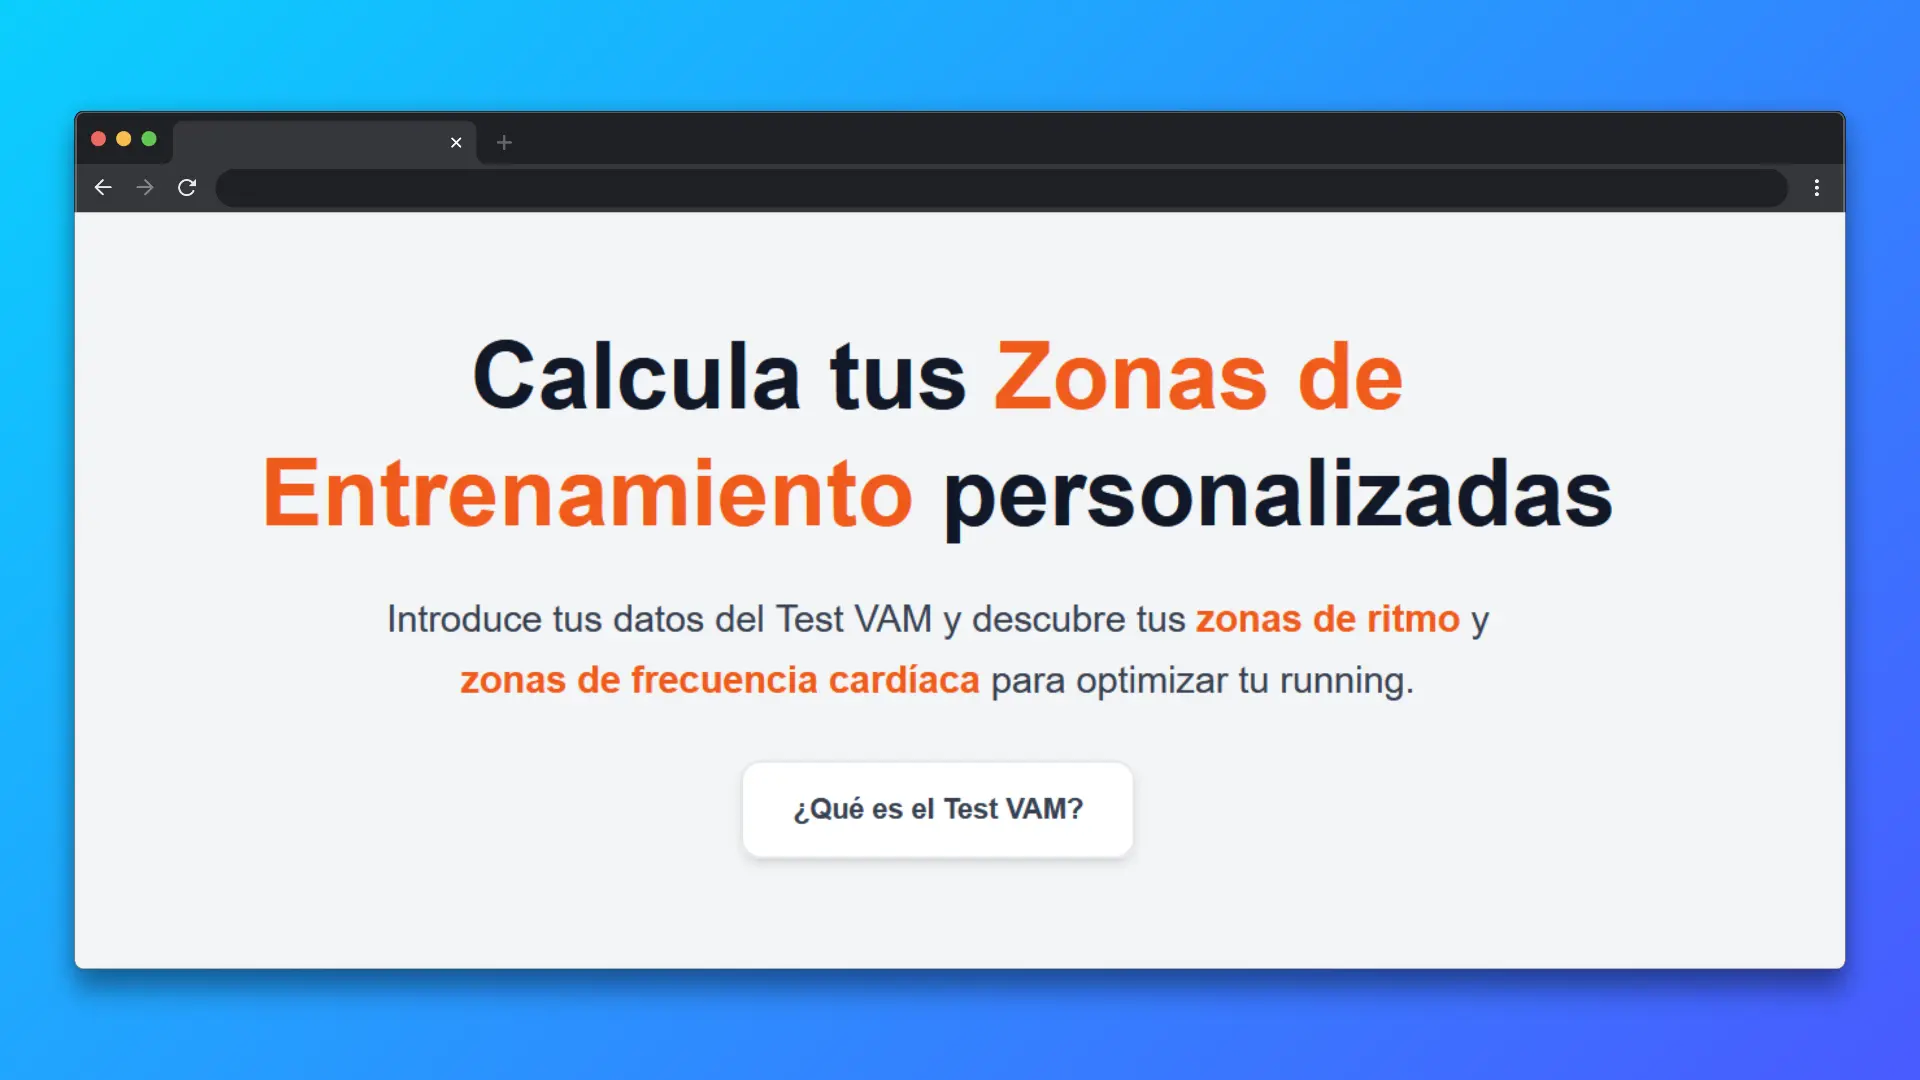 Calcula tus Zonas de
Entrenamiento personalizadas
Introduce tus datos del Test VAM y descubre tus zonas de ritmo y
zonas de frecuencia cardíaca para optimizar tu running.
¿Qué es el Test VAM?